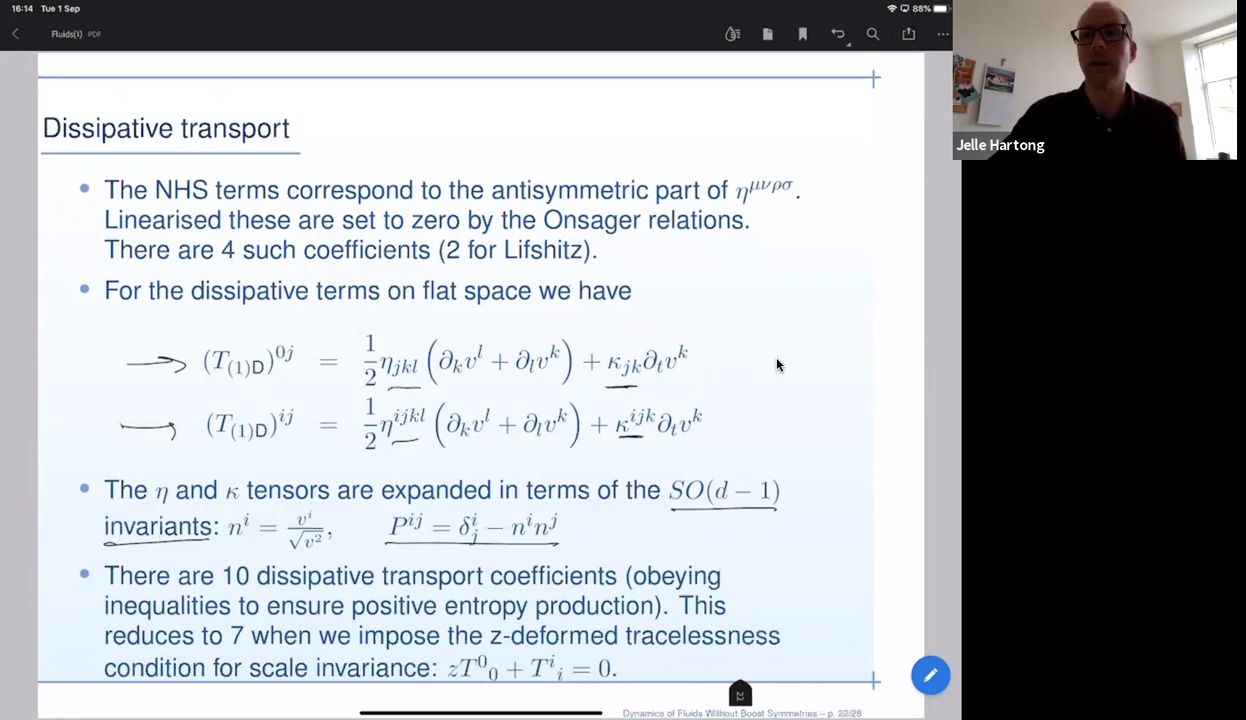 16:14 Tue 1 Sep
88%
Fluids(1) PDF
Jelle Hartong
Dissipative transport
• The NHS terms correspond to the antisymmetric part of η^{μνρσ}.
Linearised these are set to zero by the Onsager relations.
There are 4 such coefficients (2 for Lifshitz).
• For the dissipative terms on flat space we have
(T_{(1)D})^{0j} = \frac{1}{2} η_{jkl} (∂_k v^l + ∂_l v^k) + κ_{jk} ∂_t v^k
(T_{(1)D})^{ij} = \frac{1}{2} η^{ijkl} (∂_k v^l + ∂_l v^k) + κ^{ijk} ∂_t v^k
• The η and κ tensors are expanded in terms of the SO(d − 1)
invariants: n^i = \frac{v^i}{\sqrt{v^2}}, P^{ij} = δ^i_j − n^i n^j
• There are 10 dissipative transport coefficients (obeying
inequalities to ensure positive entropy production). This
reduces to 7 when we impose the z-deformed tracelessness
condition for scale invariance: zT^0_0 + T^i_i = 0.
22
Dynamics of Fluids Without Boost Symmetries – p. 22/28